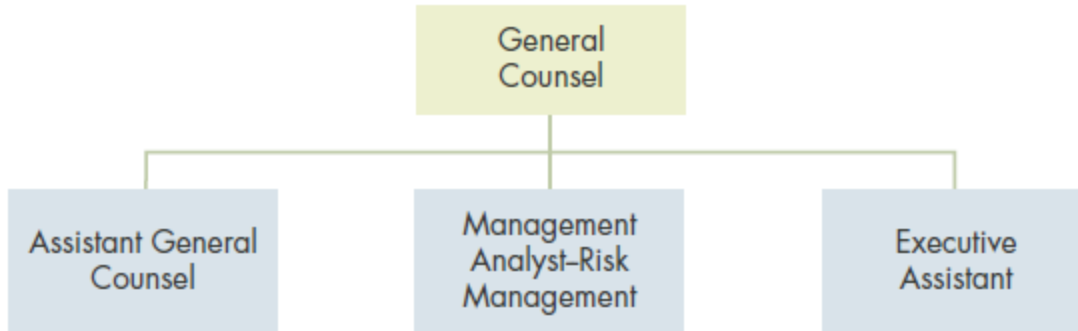 General
Counsel
Assistant General
Counsel
Management
Analyst–Risk
Management
Executive
Assistant